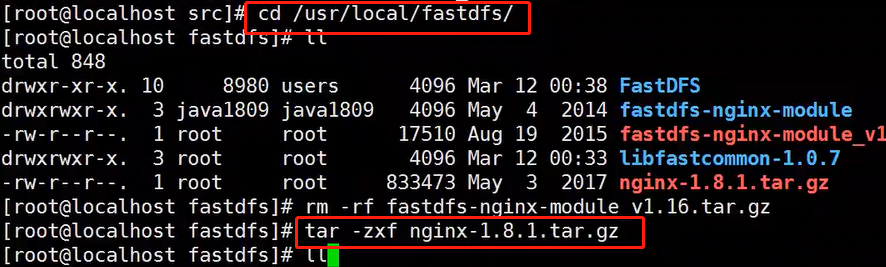 [root@localhost src]# cd /usr/local/fastdfs/
[root@localhost fastdfs]# ll
total 848
drwxr-xr-x. 10     8980 users      4096 Mar 12 00:38 FastDFS
drwxrwxr-x.  3 java1809 java1809   4096 May  4  2014 fastdfs-nginx-module
-rw-r--r--.  1 root     root      17510 Aug 19  2015 fastdfs-nginx-module_v1
drwxrwxr-x.  3 root     root       4096 Mar 12 00:33 libfastcommon-1.0.7
-rw-r--r--.  1 root     root     833473 May  3  2017 nginx-1.8.1.tar.gz
[root@localhost fastdfs]# rm -rf fastdfs-nginx-module v1.16.tar.gz
[root@localhost fastdfs]# tar -zxf nginx-1.8.1.tar.gz
[root@localhost fastdfs]# ll